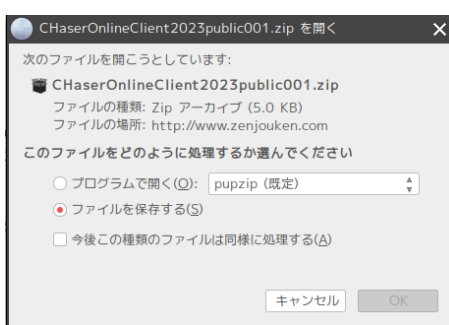 CHaserOnlineClient2023public001.zip を開く
次のファイルを開こうとしています:
CHaserOnlineClient2023public001.zip
ファイルの種類: Zip アーカイブ (5.0 KB)
ファイルの場所: http://www.zenjouken.com
このファイルをどのように処理するか選んでください
プログラムで開く(O): pupzip (既定)
ファイルを保存する(S)
今後この種類のファイルは同様に処理する(A)
キャンセル OK